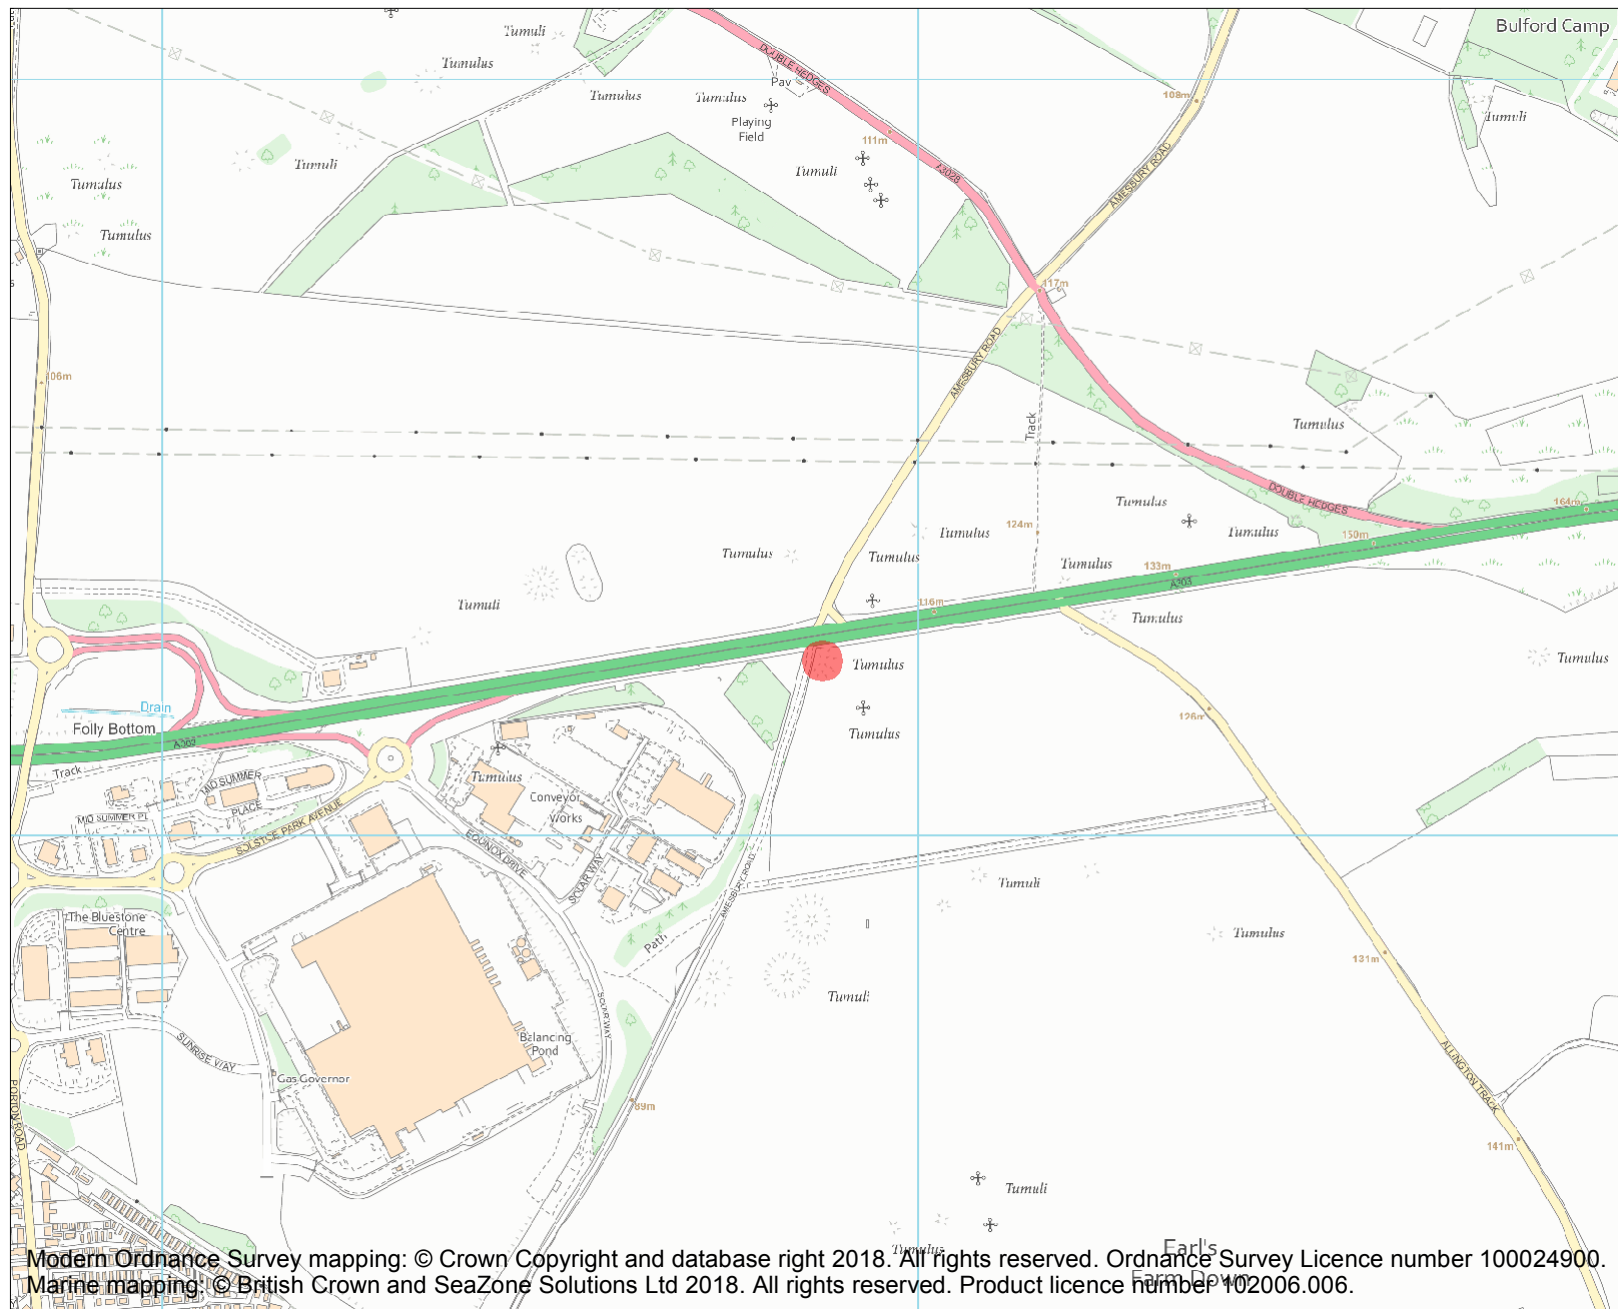 Bulford Camp
Tumuli
Tumulus
DOUBLE HEDGES
Pav
Tumulus
Tumulus
108m
Playing
Field
Tumuli
111m
Tumuli
Tumuli
A3028
AMESBURY ROAD
Tumulus
Tumulus
117m
AMESBURY ROAD
106m
Track
Tumulus
DOUBLE HEDGES
Tumulus
164m
124m
Tumulus
Tumulus
150m
Tumulus
Tumulus
Tumulus
133m
A303
Tumuli
116m
Tumulus
Tumulus
Tumulus
Drain
126m
Folly Bottom
Tumulus
A303
Track
MID SUMMER
PLACE
Tumulus
Conveyor
Works
MID SUMMER PL
SOLSTCE PARK AVENUE
EQUINOX DRIVE
SOLAR WAY
AMESBURY ROAD
Tumuli
The Bluestone
Centre
Path
Tumulus
131m
Tumuli
SOLAR WAY
SUNRISE WAY
Balancing
Pond
Gas Governor
ALLINGTON TRACK
PORTON ROAD
89m
141m
Tumuli
Tumulus
Earl's
Farm Down
Modern Ordnance Survey mapping: © Crown Copyright and database right 2018. All rights reserved. Ordnance Survey Licence number 100024900.
Marine mapping: © British Crown and SeaZone Solutions Ltd 2018. All rights reserved. Product licence number 102006.006.